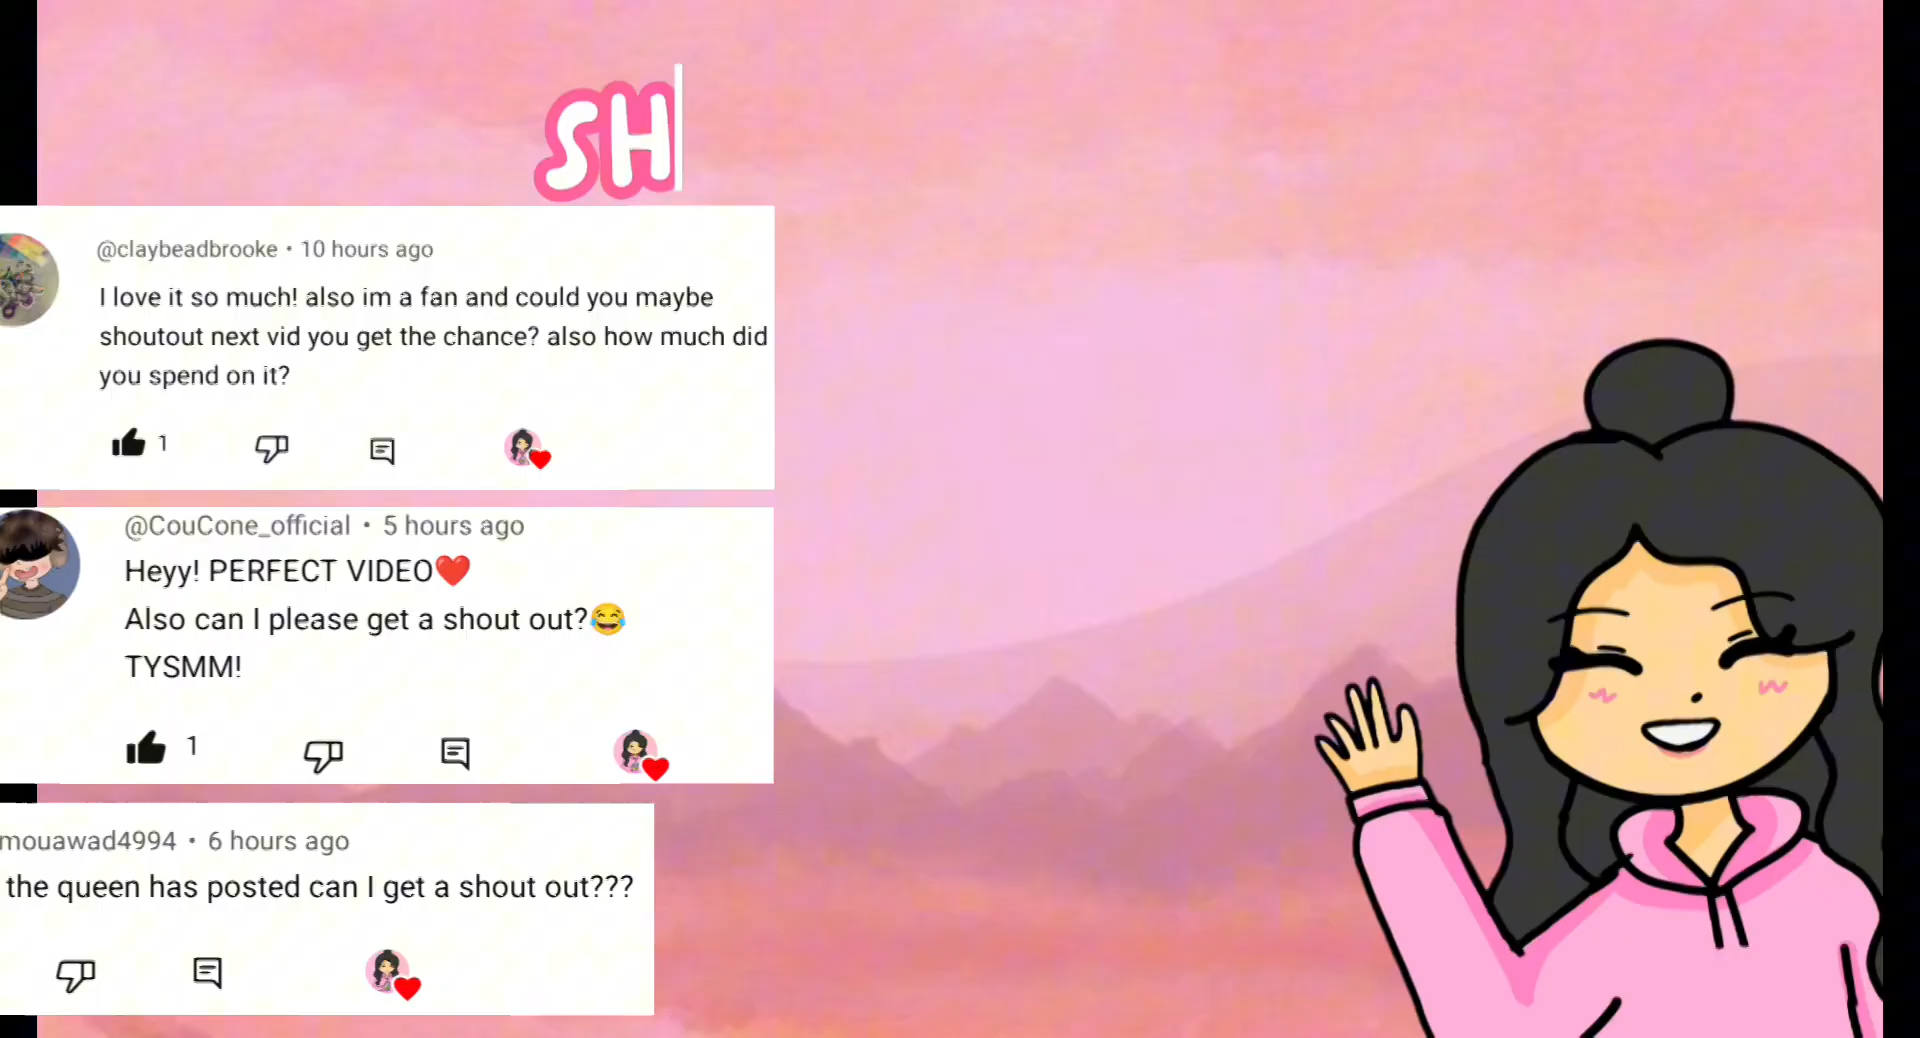 SH
@claybeadbrooke • 10 hours ago
I love it so much! also im a fan and could you maybe
shoutout next vid you get the chance? also how much did
you spend on it?
1
@CouCone_official • 5 hours ago
Heyy! PERFECT VIDEO❤️
Also can I please get a shout out?😂
TYSMM!
1
mouawad4994 • 6 hours ago
the queen has posted can I get a shout out???